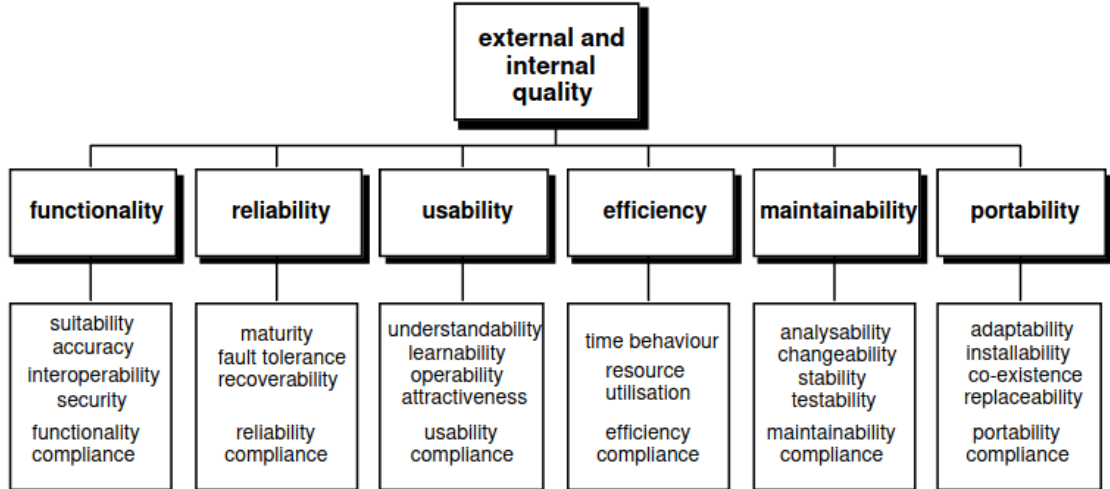 external and
internal
quality
functionality
reliability
usability
efficiency
maintainability
portability
suitability
accuracy
interoperability
security
functionality
compliance
maturity
fault tolerance
recoverability
reliability
compliance
understandability
learnability
operability
attractiveness
usability
compliance
time behaviour
resource
utilisation
efficiency
compliance
analysability
changeability
stability
testability
maintainability
compliance
adaptability
installability
co-existence
replaceability
portability
compliance